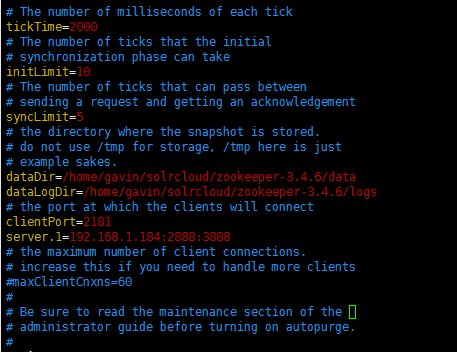 # The number of milliseconds of each tick
tickTime=2000
# The number of ticks that the initial
# synchronization phase can take
initLimit=10
# The number of ticks that can pass between
# sending a request and getting an acknowledgement
syncLimit=5
# the directory where the snapshot is stored.
# do not use /tmp for storage, /tmp here is just
# example sakes.
dataDir=/home/gavin/solrcloud/zookeeper-3.4.6/data
dataLogDir=/home/gavin/solrcloud/zookeeper-3.4.6/logs
# the port at which the clients will connect
clientPort=2181
server.1=192.168.1.184:2888:3888
# the maximum number of client connections.
# increase this if you need to handle more clients
#maxClientCnxns=60
#
# Be sure to read the maintenance section of the
# administrator guide before turning on autopurge.
#